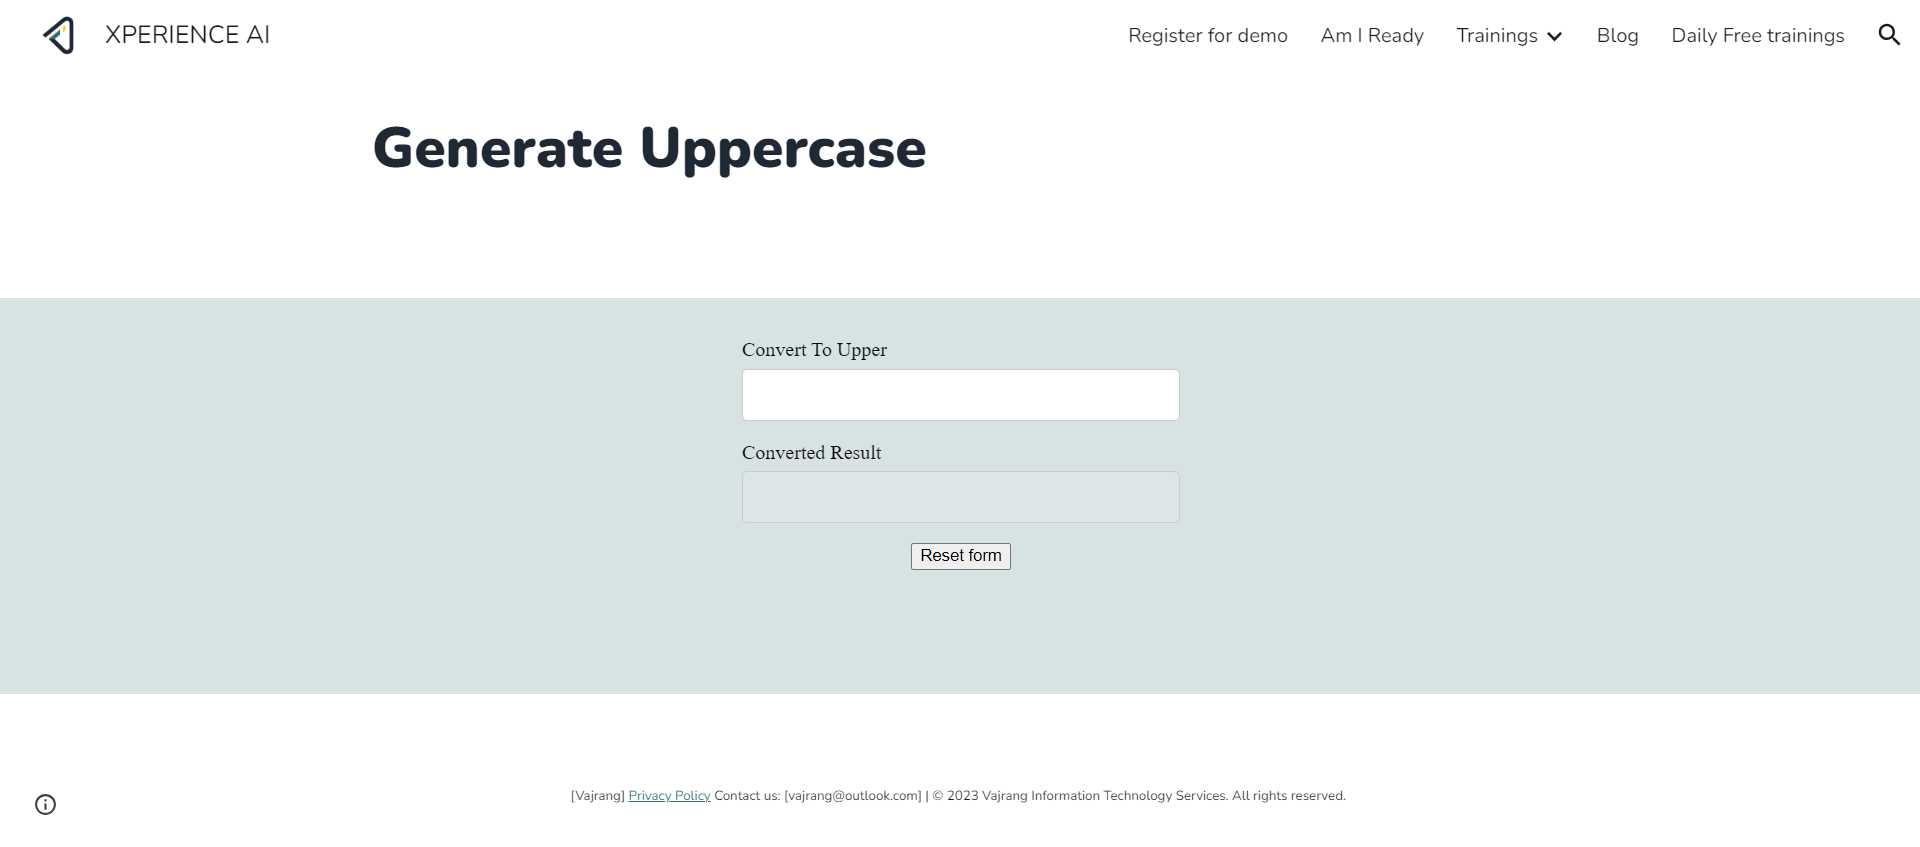 XPERIENCE AI
Register for demo
Am I Ready
Trainings
Blog
Daily Free trainings
Generate Uppercase
Convert To Upper
Converted Result
Reset form
[Vajrang] Privacy Policy Contact us: [vajrang@outlook.com] | © 2023 Vajrang Information Technology Services. All rights reserved.